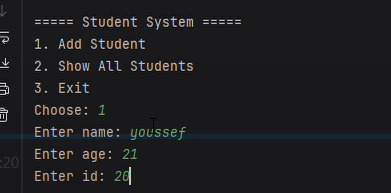 ===== Student System =====
1. Add Student
2. Show All Students
3. Exit
Choose: 1
Enter name: youssef
Enter age: 21
Enter id: 20
:20